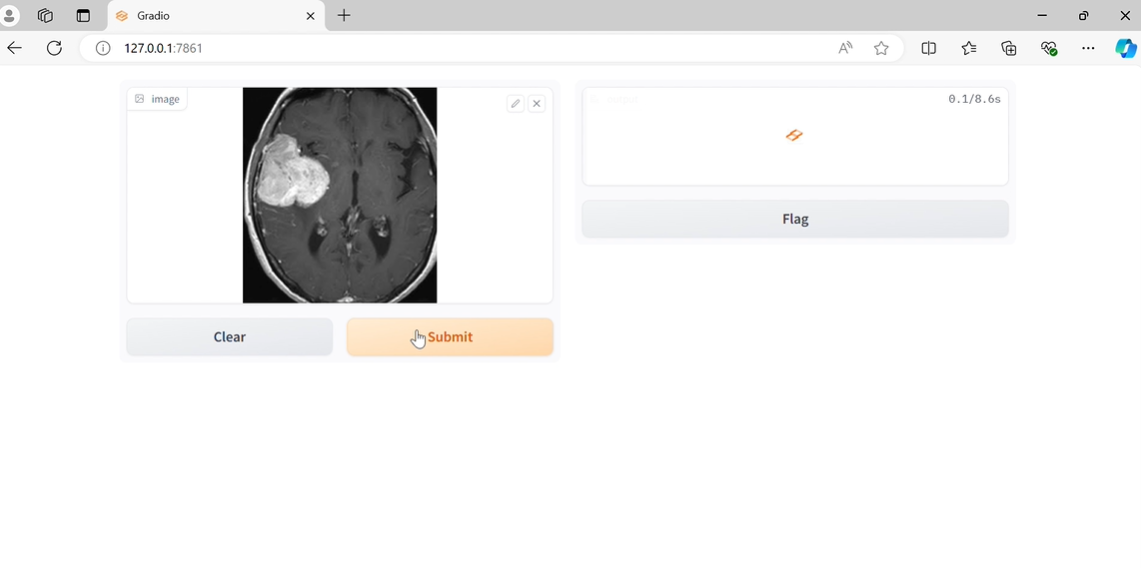 Gradio
127.0.0.1:7861
image
0.1/8.6s
Flag
Clear
Submit